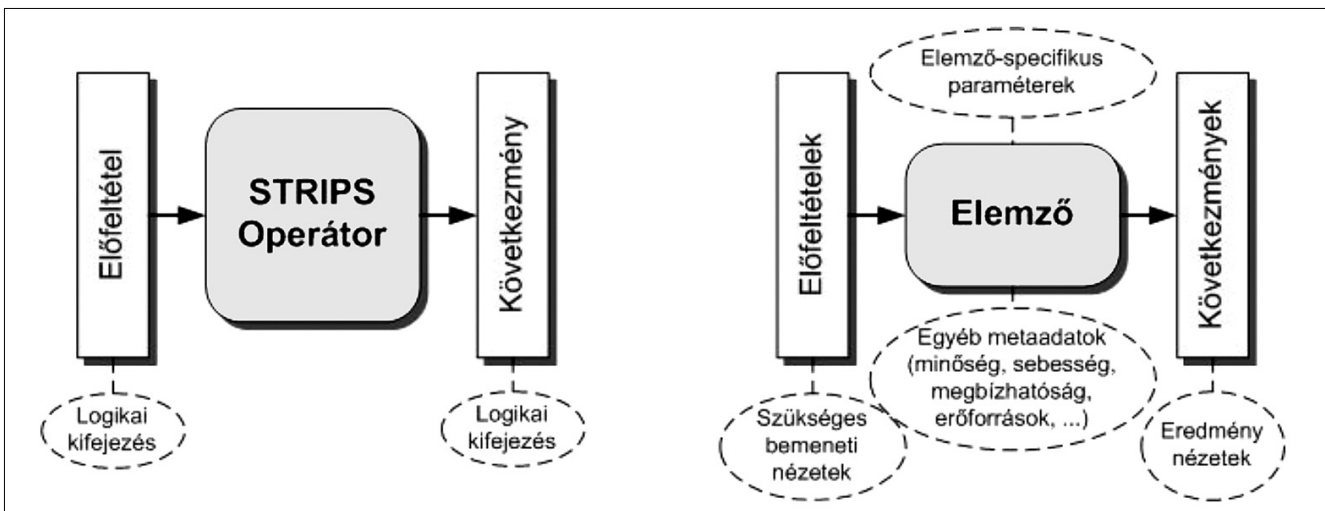 Előfeltétel
STRIPS
Operátor
Következmény
Logikai
kifejezés
Logikai
kifejezés
Elemző-specifikus
paraméterek
Előfeltételek
Elemző
Következmények
Egyéb metaadatok
(minőség, sebesség,
megbízhatóság,
erőforrások, ...)
Szükséges
bemeneti
nézetek
Eredmény
nézetek